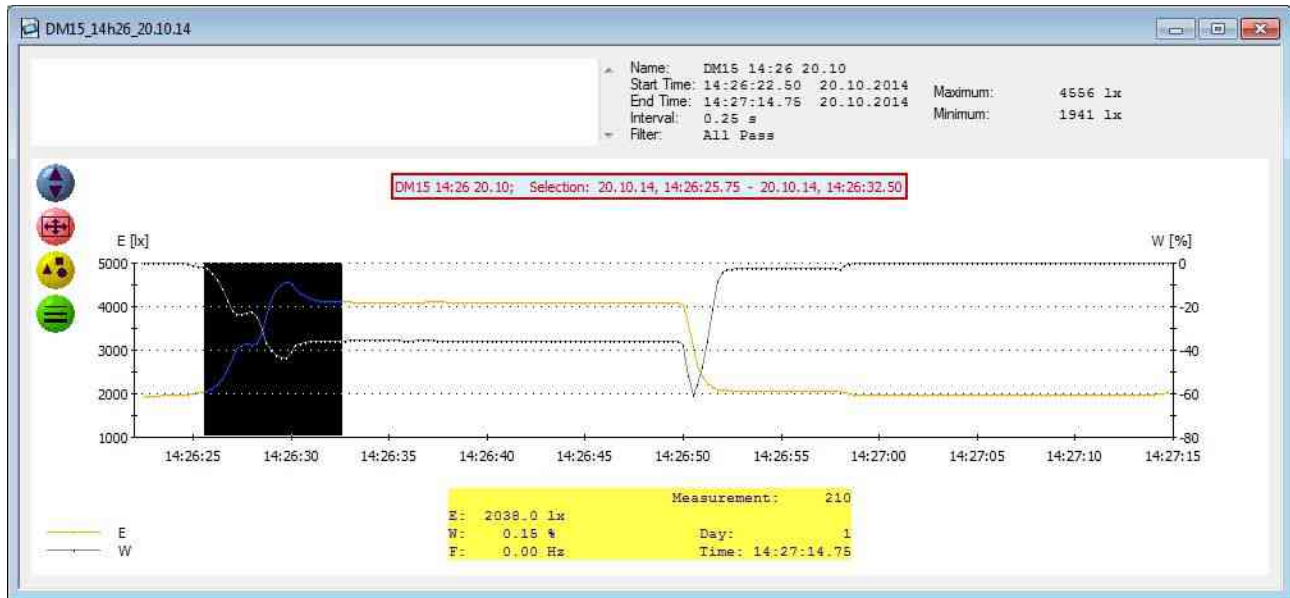 DM15_14h26_20.10.14
Name: DM15 14:26 20.10
Start Time: 14:26:22.50 20.10.2014
End Time: 14:27:14.75 20.10.2014
Interval: 0.25 s
Filter: All Pass
Maximum: 4556 lx
Minimum: 1941 lx
DM15 14:26 20.10; Selection: 20.10.14, 14:26:25.75 - 20.10.14, 14:26:32.50
E [lx] W [%]
5000 0
4000 -20
3000 -40
2000 -60
1000 -80
14:26:25 14:26:30 14:26:35 14:26:40 14:26:45 14:26:50 14:26:55 14:27:00 14:27:05 14:27:10 14:27:15
Measurement: 210
E: 2038.0 lx
W: 0.15 % Day: 1
F: 0.00 Hz Time: 14:27:14.75
E
W